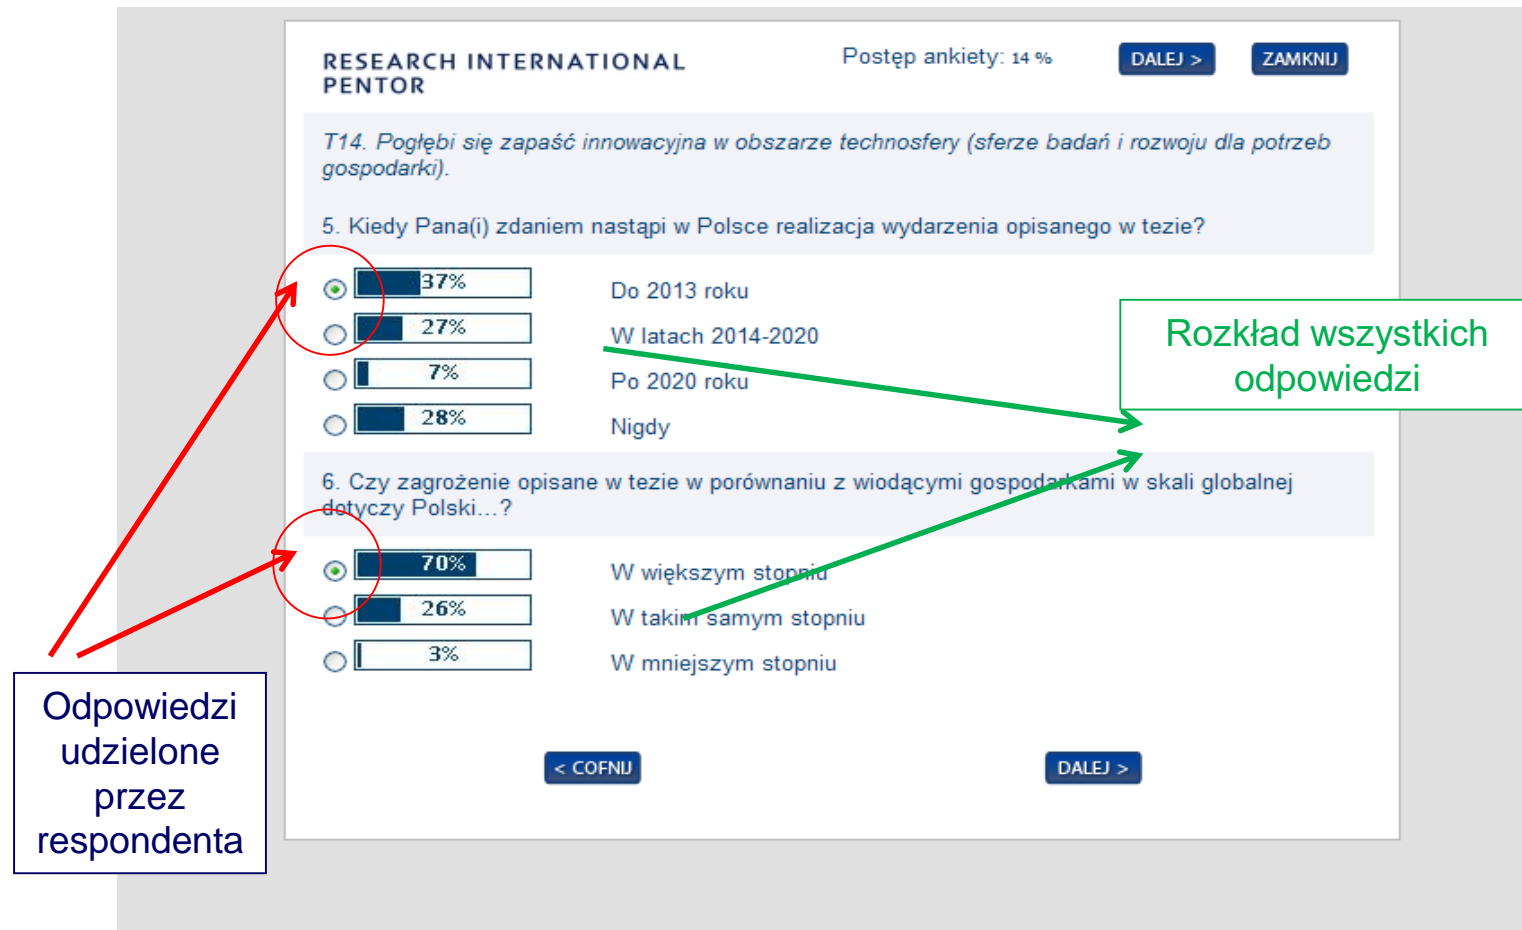 RESEARCH INTERNATIONAL
PENTOR
Postęp ankiety: 14 %
DALEJ >
ZAMKNIJ
T14. Pogłębi się zapaść innowacyjna w obszarze technosfery (sferze badań i rozwoju dla potrzeb
gospodarki).
5. Kiedy Pana(i) zdaniem nastąpi w Polsce realizacja wydarzenia opisanego w tezie?
37% Do 2013 roku
27% W latach 2014-2020
7% Po 2020 roku
28% Nigdy
Rozkład wszystkich
odpowiedzi
6. Czy zagrożenie opisane w tezie w porównaniu z wiodącymi gospodarkami w skali globalnej
dotyczy Polski...?
70% W większym stopniu
26% W takim samym stopniu
3% W mniejszym stopniu
Odpowiedzi
udzielone
przez
respondenta
< COFNIJ
DALEJ >